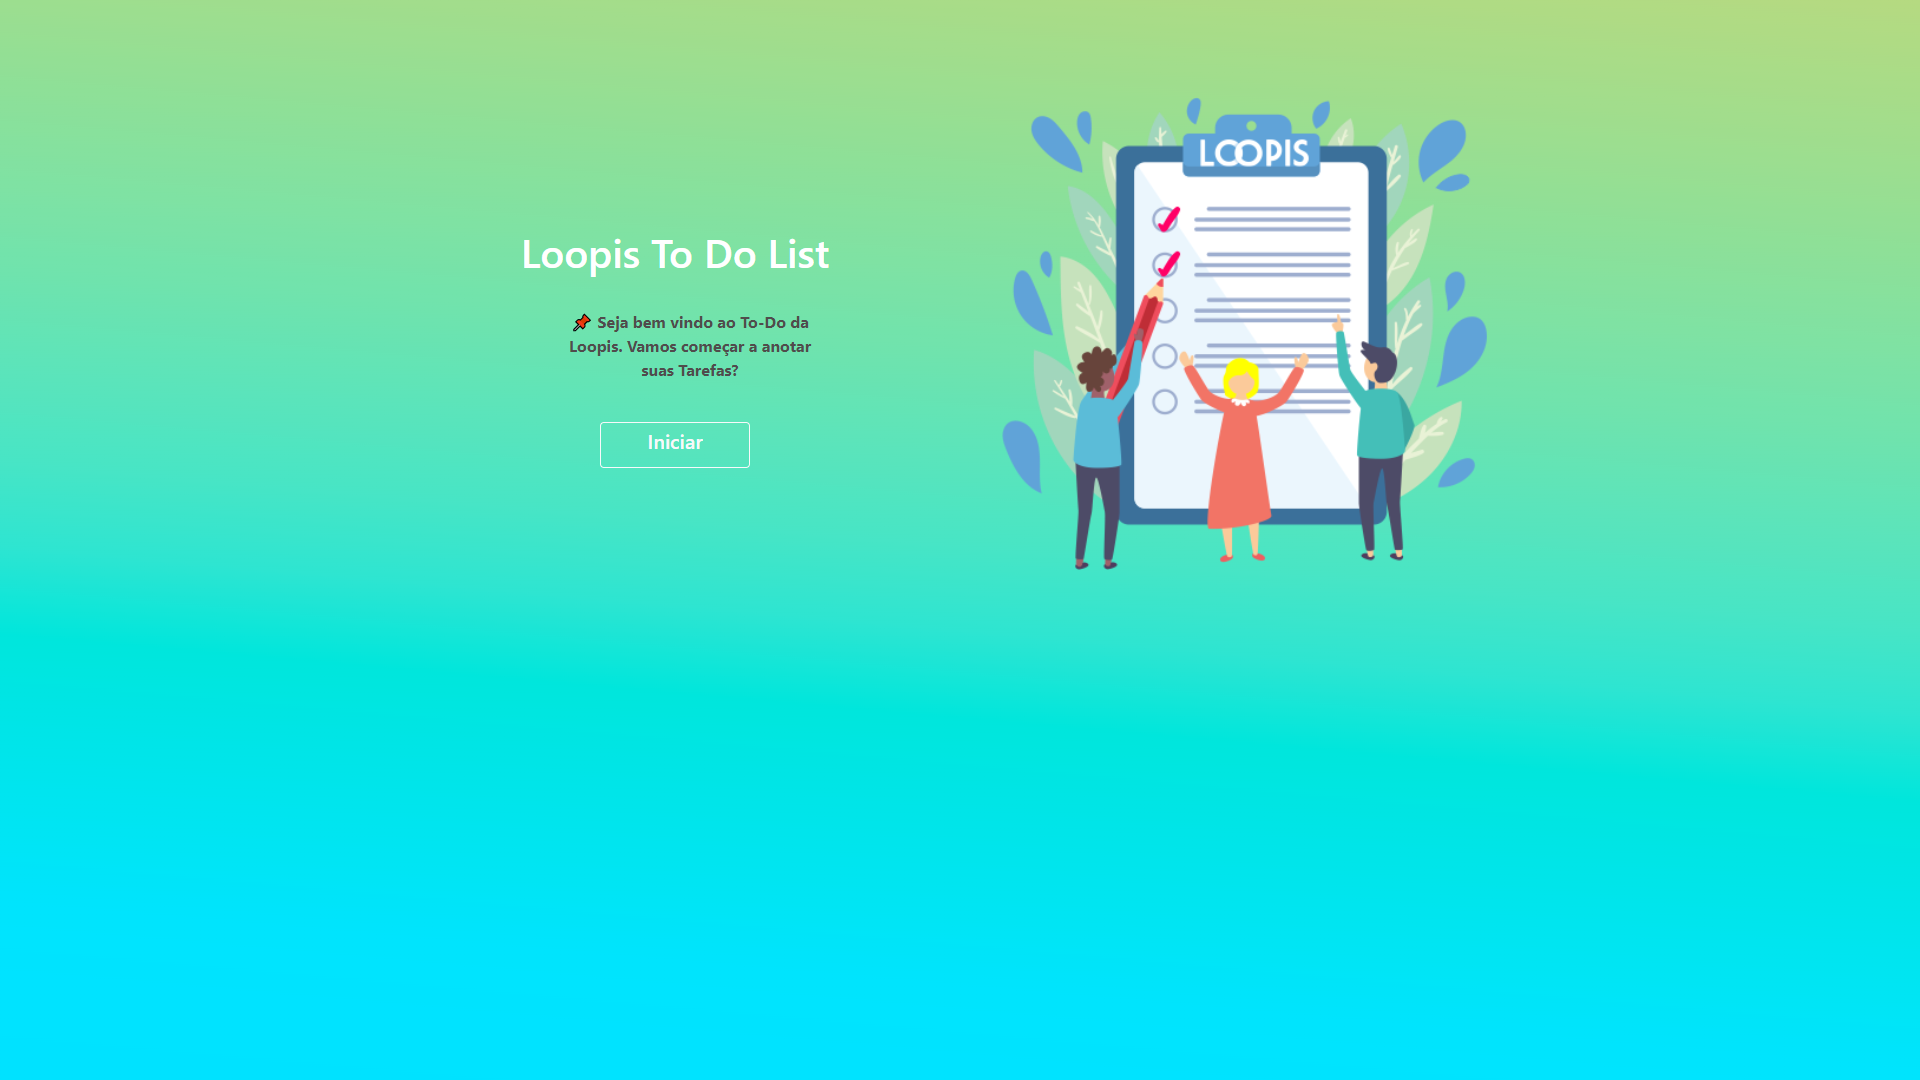 LOOPIS
Loopis To Do List
📌 Seja bem vindo ao To-Do da
Loopis. Vamos começar a anotar
suas Tarefas?
Iniciar